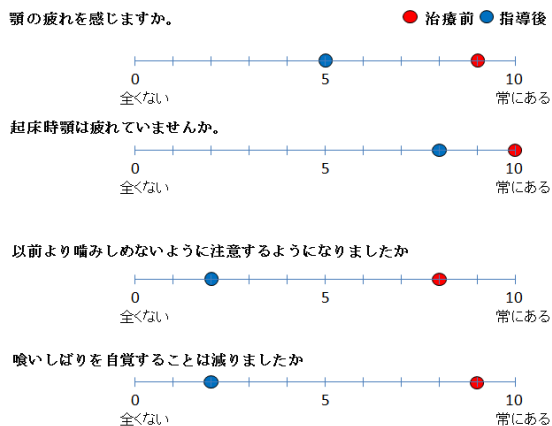 顎の疲れを感じますか。 治療前 指導後
0 5 10
全くない 常にある
起床時顎は疲れていませんか。
0 5 10
全くない 常にある
以前より噛みしめないように注意するようになりましたか
0 5 10
全くない 常にある
喰いしばりを自覚することは減りましたか
0 5 10
全くない 常にある